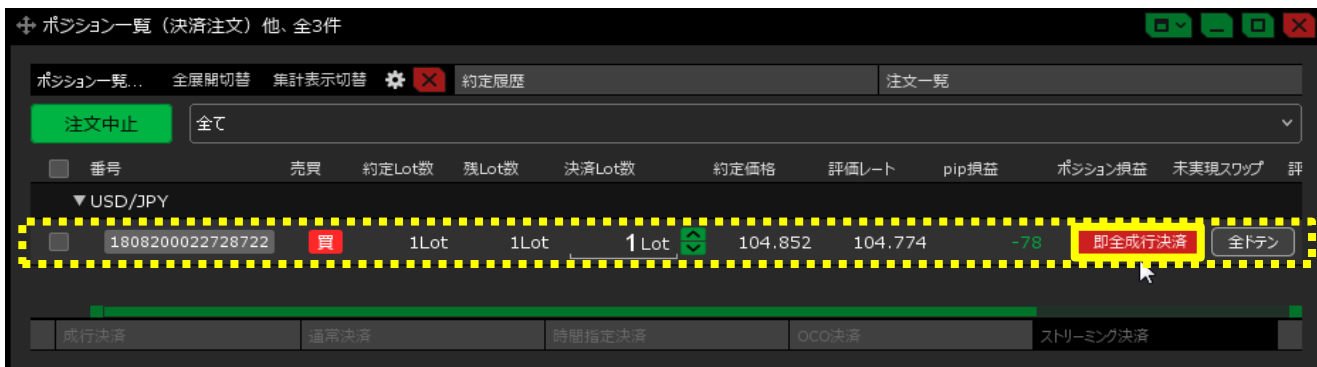 ポジション一覧（決済注文）他、全3件
ポジション一覧... 全展開切替 集計表示切替 約定履歴 注文一覧
注文中止 全て
番号 売買 約定Lot数 残Lot数 決済Lot数 約定価格 評価レート pip損益 ポジション損益 未実現スワップ 評
▼USD/JPY
1808200022728722 買 1Lot 1Lot 1 Lot 104.852 104.774 -78 即全成行決済 全ドテン
成行決済 通常決済 時間指定決済 OCO決済 ストリーミング決済